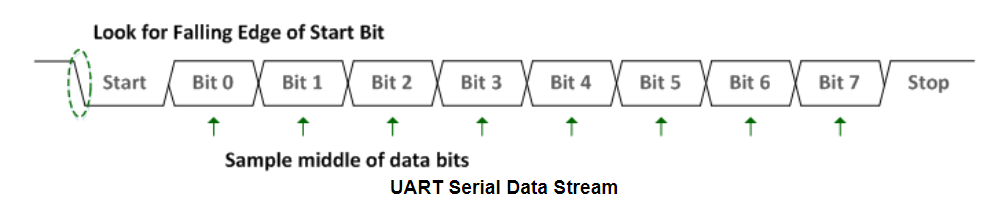 Look for Falling Edge of Start Bit
Start Bit 0 Bit 1 Bit 2 Bit 3 Bit 4 Bit 5 Bit 6 Bit 7 Stop
Sample middle of data bits
UART Serial Data Stream